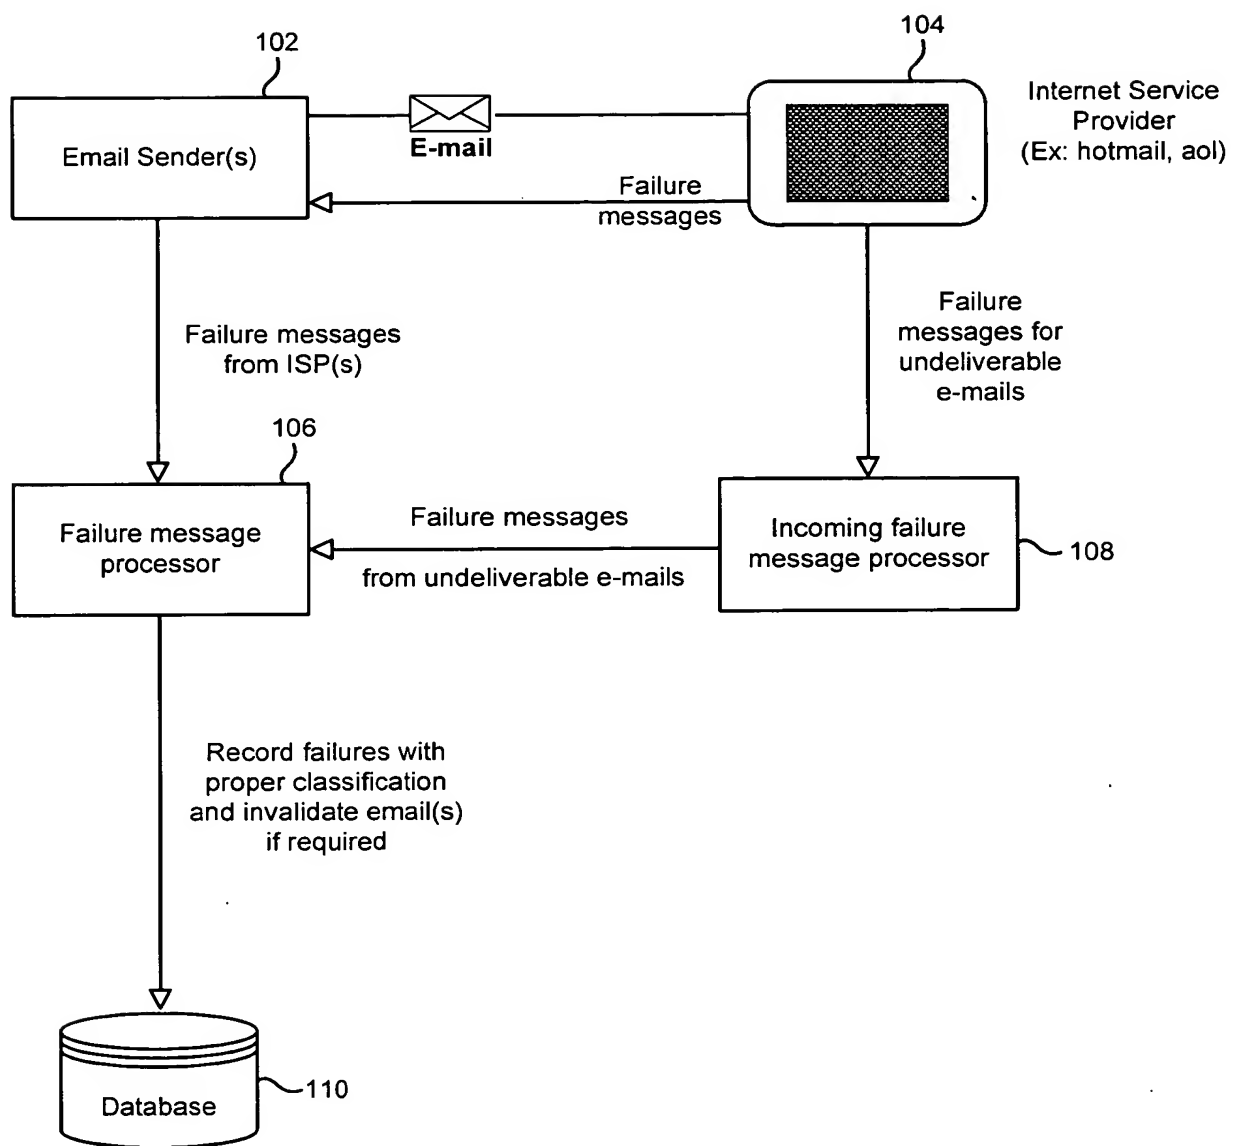 102
104
Email Sender(s)
E-mail
Internet Service
Provider
(Ex: hotmail, aol)
Failure
messages
Failure messages
from ISP(s)
Failure
messages for
undeliverable
e-mails
106
Failure message
processor
Failure messages
from undeliverable e-mails
Incoming failure
message processor
108
Record failures with
proper classification
and invalidate email(s)
if required
Database
110